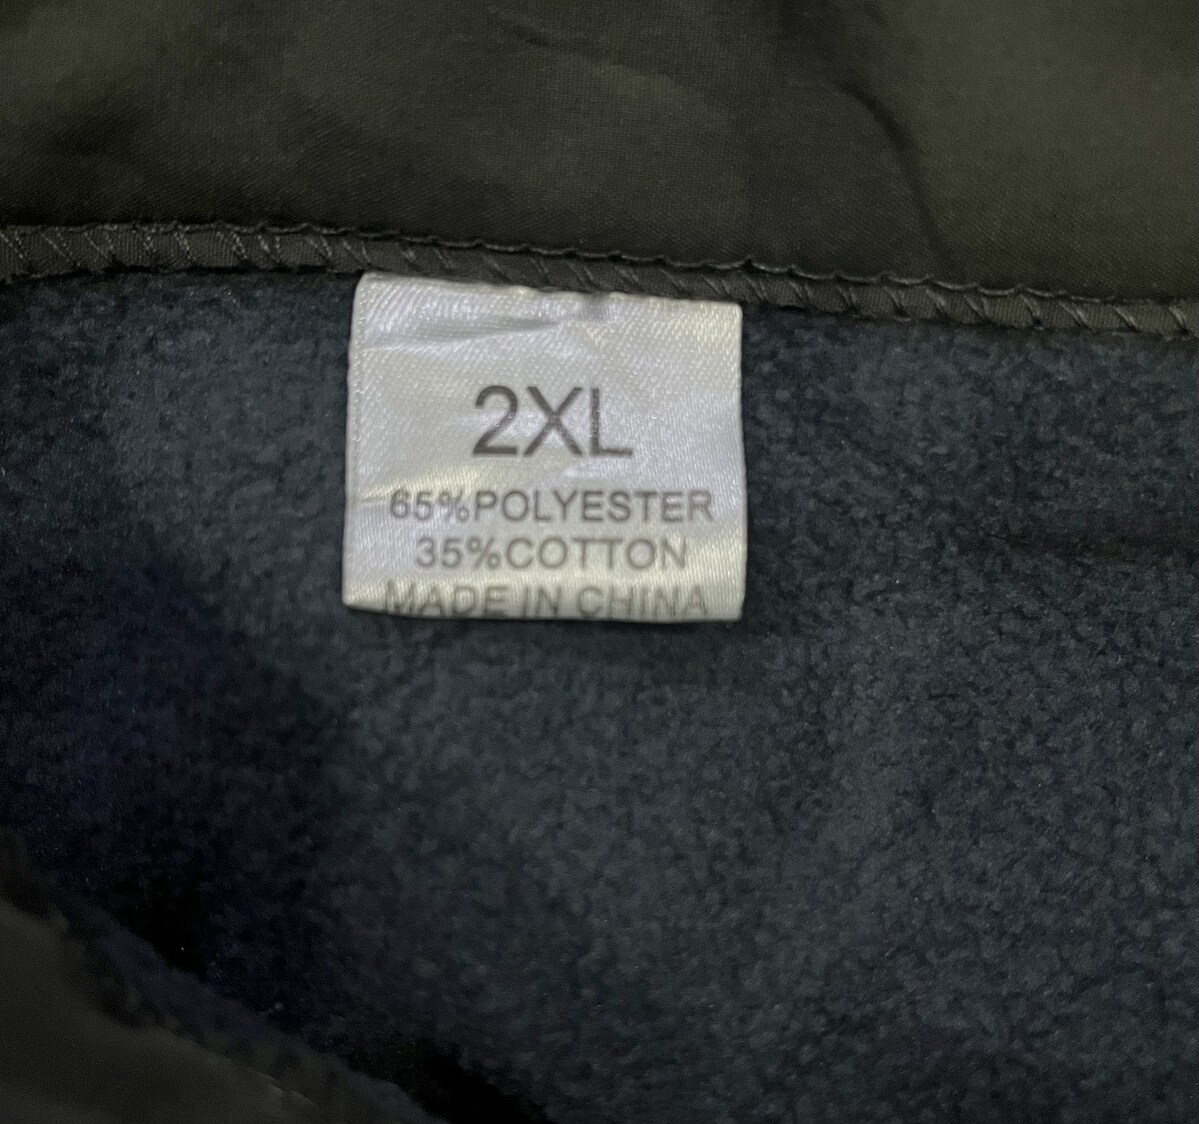 2XL
65%POLYESTER
35%COTTON
MADE IN CHINA